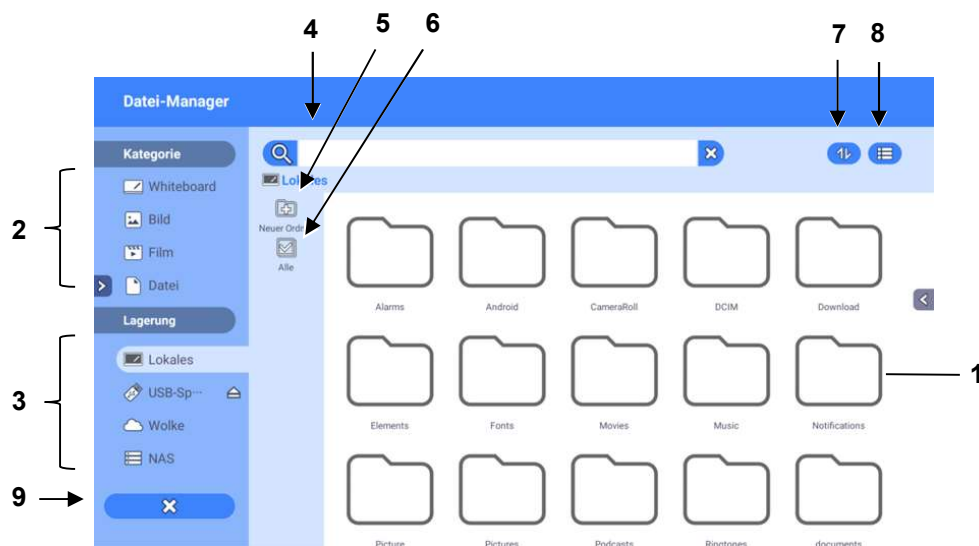 4 5 6 7 8
Datei-Manager
Kategorie
Whiteboard
Lokales
2
Bild
Neuer Ordn
Film
Alle
Datei
Alarms Android CameraRoll DCIM Download
Lagerung
Lokales
1
3
USB-Sp···
Wolke
Elements Fonts Movies Music Notifications
NAS
9
Picture Pictures Podcasts Ringtones documents